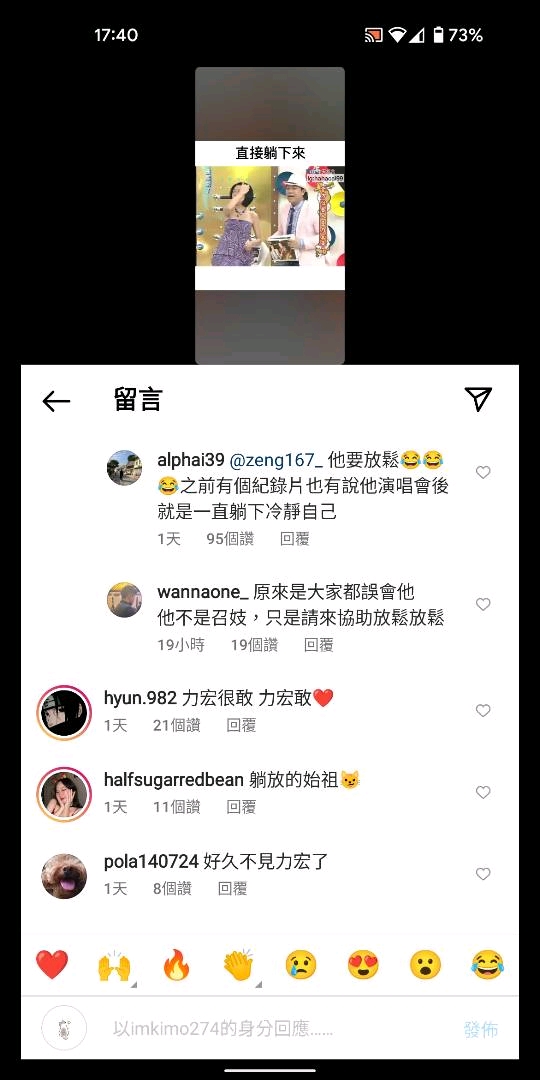 17:40
73%
直接躺下來
留言
alphai39 @zeng167_ 他要放鬆😂😂
😂之前有個紀錄片也有說他演唱會後
就是一直躺下冷靜自己
1天 95個讚 回覆
wannaone_ 原來是大家都誤會他
他不是召妓，只是請來協助放鬆放鬆
19小時 19個讚 回覆
hyun.982 力宏很敢 力宏敢❤️
1天 21個讚 回覆
halfsugarredbean 躺放的始祖😼
1天 11個讚 回覆
pola140724 好久不見力宏了
1天 8個讚 回覆
❤️ 🙌 🔥 👏 😢 😍 😮 😂
以imkimo274的身分回應…… 發佈